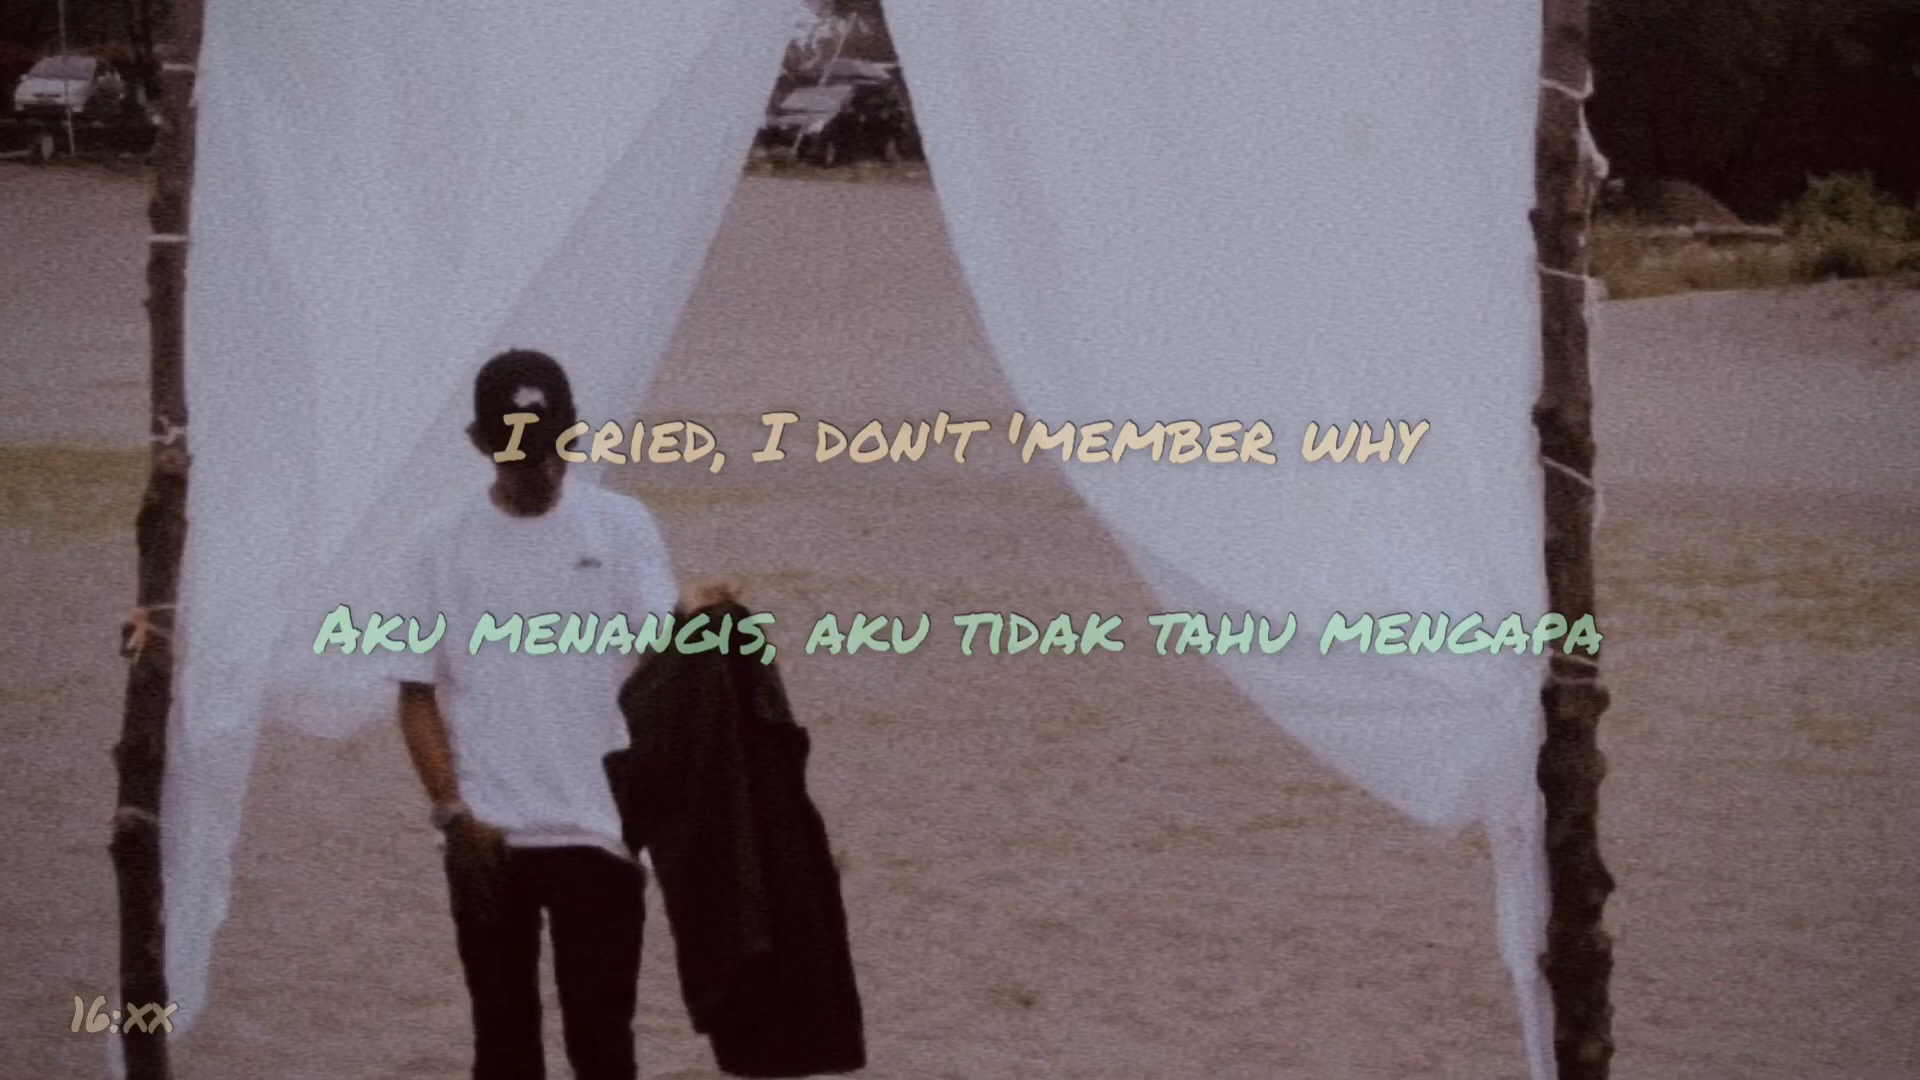 I CRIED, I DON'T 'MEMBER WHY
AKU MENANGIS, AKU TIDAK TAHU MENGAPA
16:XX